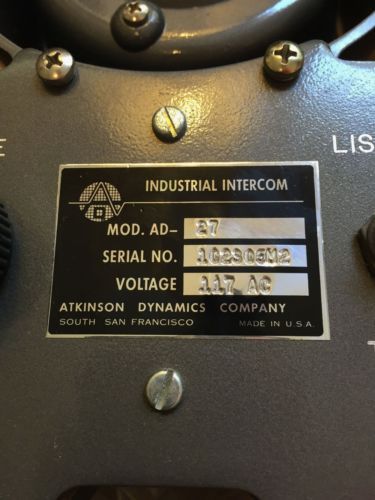 INDUSTRIAL INTERCOM
MOD. AD- 27
SERIAL NO. 102303M2
VOLTAGE 117 AC
ATKINSON DYNAMICS COMPANY
SOUTH SAN FRANCISCO MADE IN U.S.A.
E
LIS
T